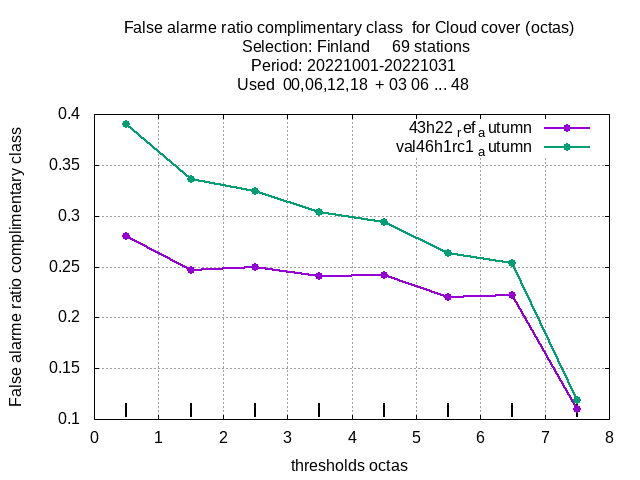 False alarme ratio complimentary class  for Cloud cover (octas)
Selection: Finland     69 stations
Period: 20221001-20221031
Used  00,06,12,18  + 03 06 ... 48
False alarme ratio complimentary class
0.4
0.35
0.3
0.25
0.2
0.15
0.1
43h22 ref autumn
val46h1rc1 autumn
0 1 2 3 4 5 6 7 8
thresholds octas